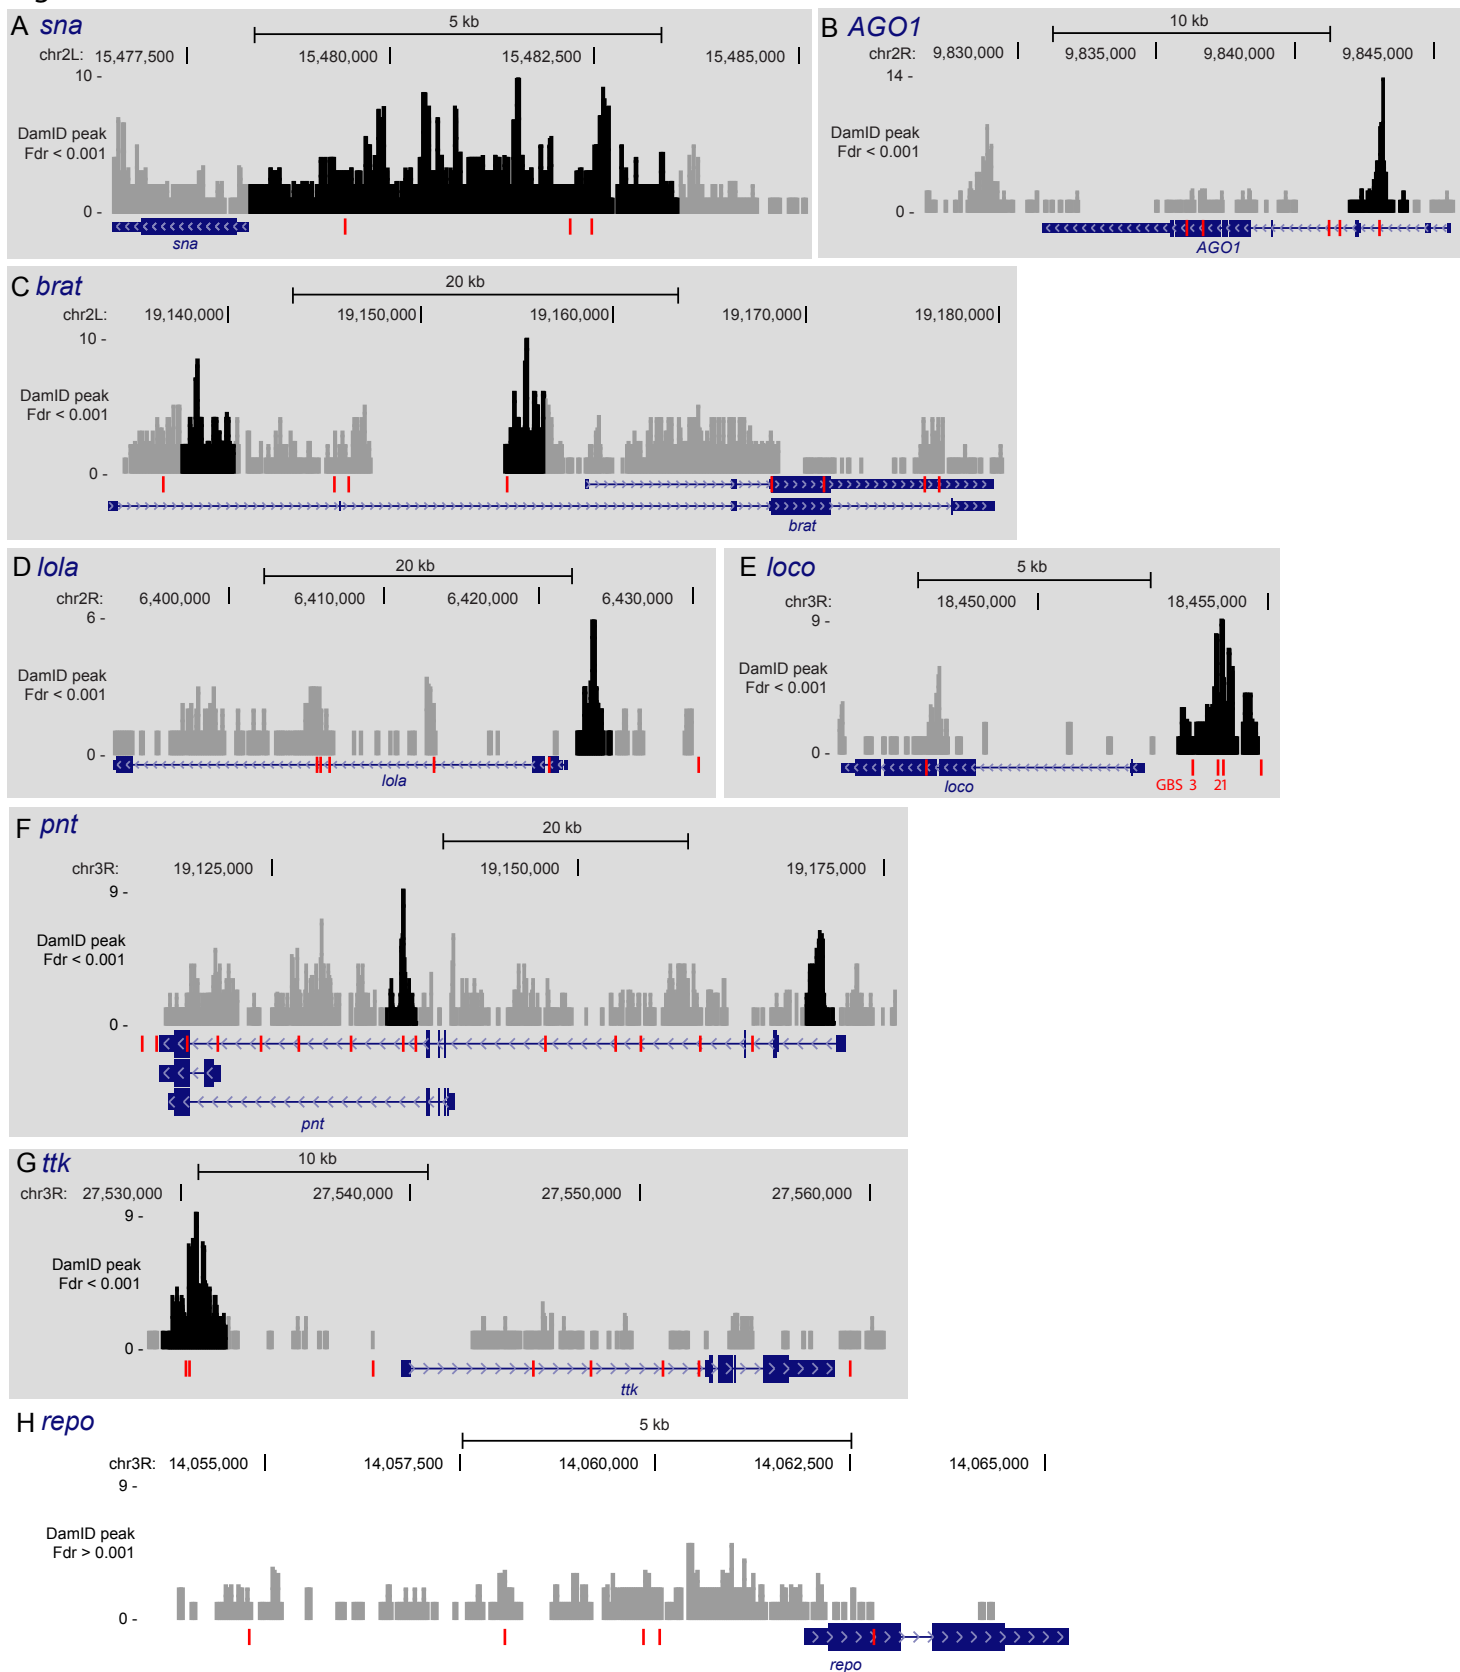 A sna
5 kb
chr2L: 15,477,500 15,480,000 15,482,500 15,485,000
10 -
DamID peak
Fdr < 0.001
0 -
sna
B AGO1
10 kb
chr2R: 9,830,000 9,835,000 9,840,000 9,845,000
14 -
DamID peak
Fdr < 0.001
0 -
AGO1
C brat
20 kb
chr2L: 19,140,000 19,150,000 19,160,000 19,170,000 19,180,000
10 -
DamID peak
Fdr < 0.001
0 -
brat
D lola
20 kb
chr2R: 6,400,000 6,410,000 6,420,000 6,430,000
6 -
DamID peak
Fdr < 0.001
0 -
lola
E loco
5 kb
chr3R: 18,450,000 18,455,000
9 -
DamID peak
Fdr < 0.001
0 -
loco
GBS 3 21
F pnt
20 kb
chr3R: 19,125,000 19,150,000 19,175,000
9 -
DamID peak
Fdr < 0.001
0 -
pnt
G ttk
10 kb
chr3R: 27,530,000 27,540,000 27,550,000 27,560,000
9 -
DamID peak
Fdr < 0.001
0 -
ttk
H repo
5 kb
chr3R: 14,055,000 14,057,500 14,060,000 14,062,500 14,065,000
9 -
DamID peak
Fdr > 0.001
0 -
repo